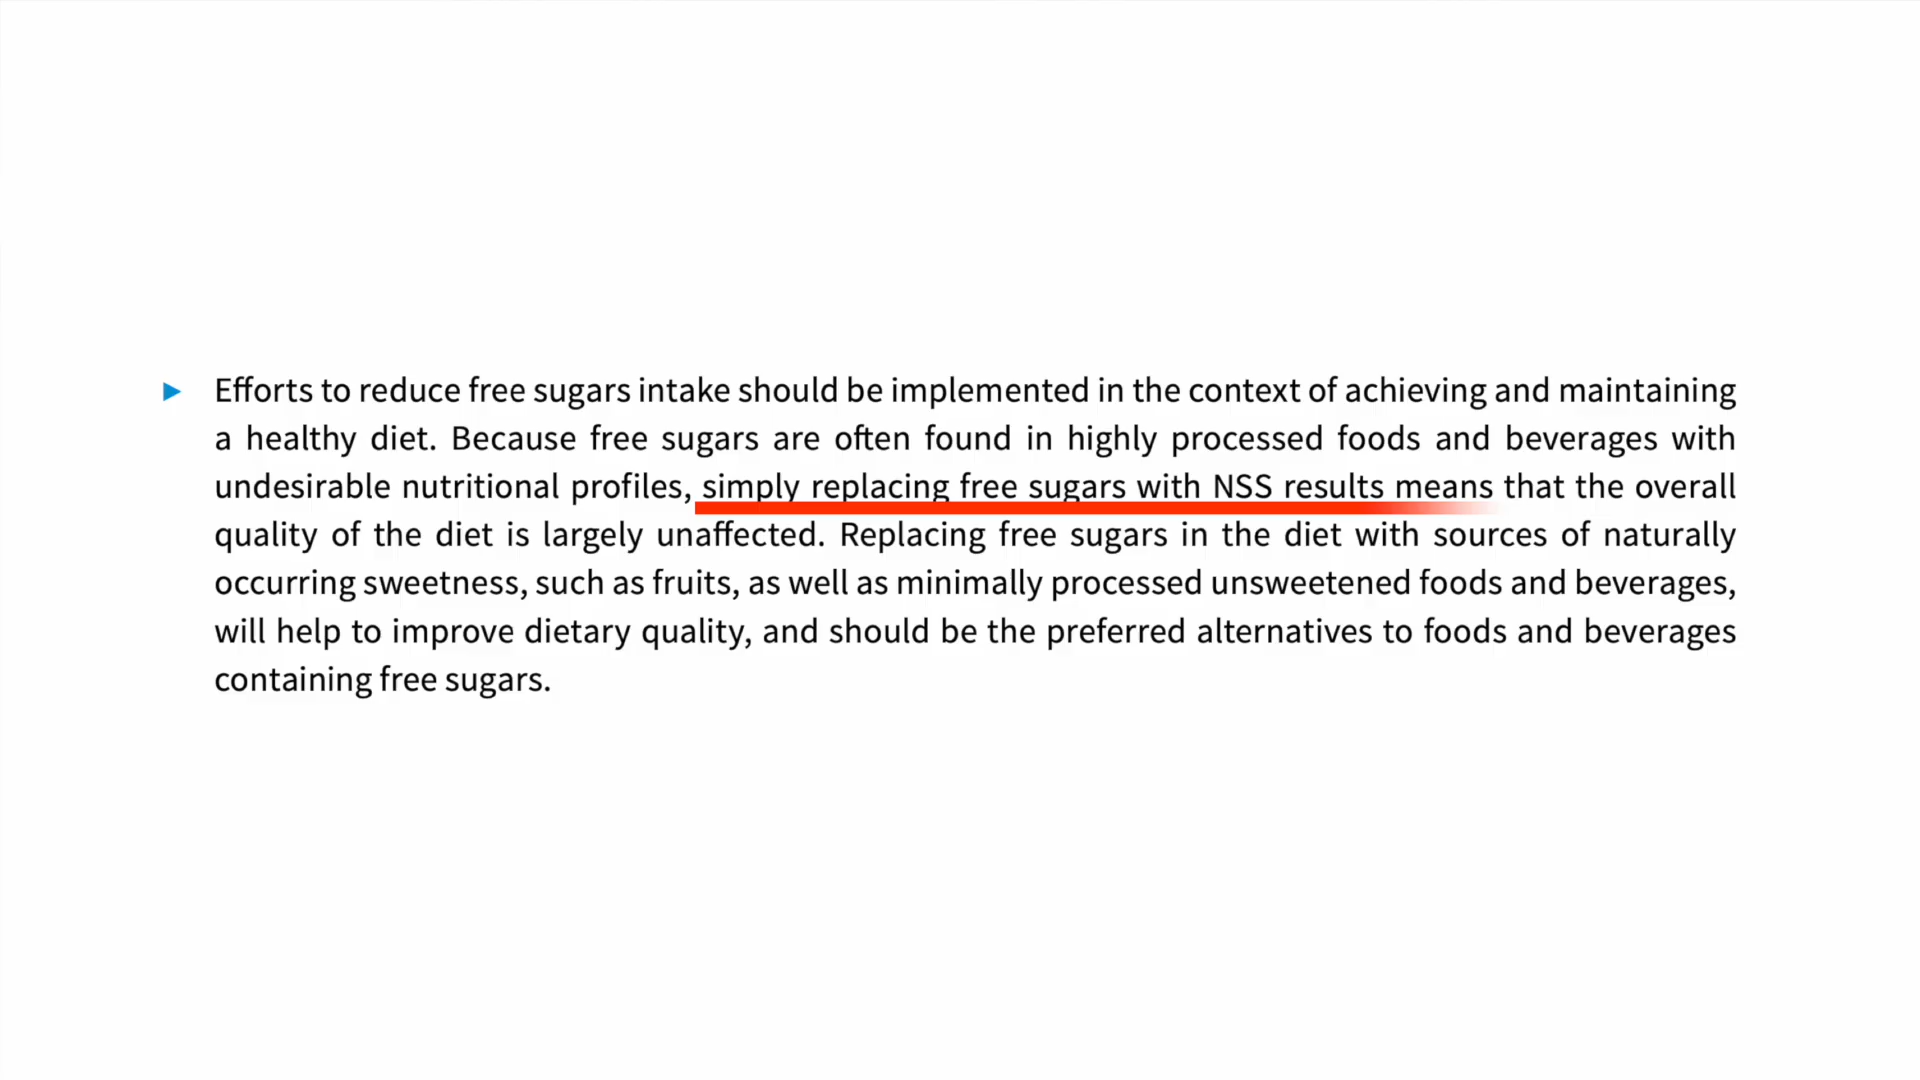 Efforts to reduce free sugars intake should be implemented in the context of achieving and maintaining
a healthy diet. Because free sugars are often found in highly processed foods and beverages with
undesirable nutritional profiles, simply replacing free sugars with NSS results means that the overall
quality of the diet is largely unaffected. Replacing free sugars in the diet with sources of naturally
occurring sweetness, such as fruits, as well as minimally processed unsweetened foods and beverages,
will help to improve dietary quality, and should be the preferred alternatives to foods and beverages
containing free sugars.